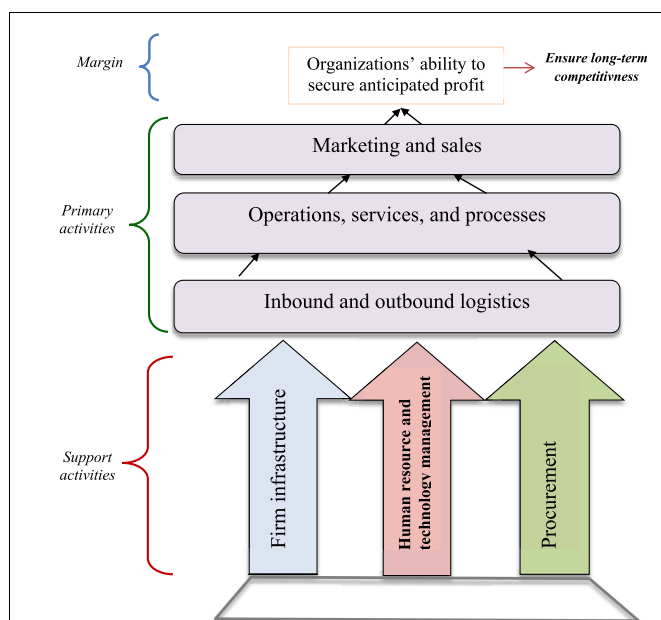 Margin
Organizations’ ability to
secure anticipated profit
Ensure long-term
competitivness
Marketing and sales
Primary
activities
Operations, services, and processes
Inbound and outbound logistics
Support
activities
Firm infrastructure
Human resource and
technology management
Procurement